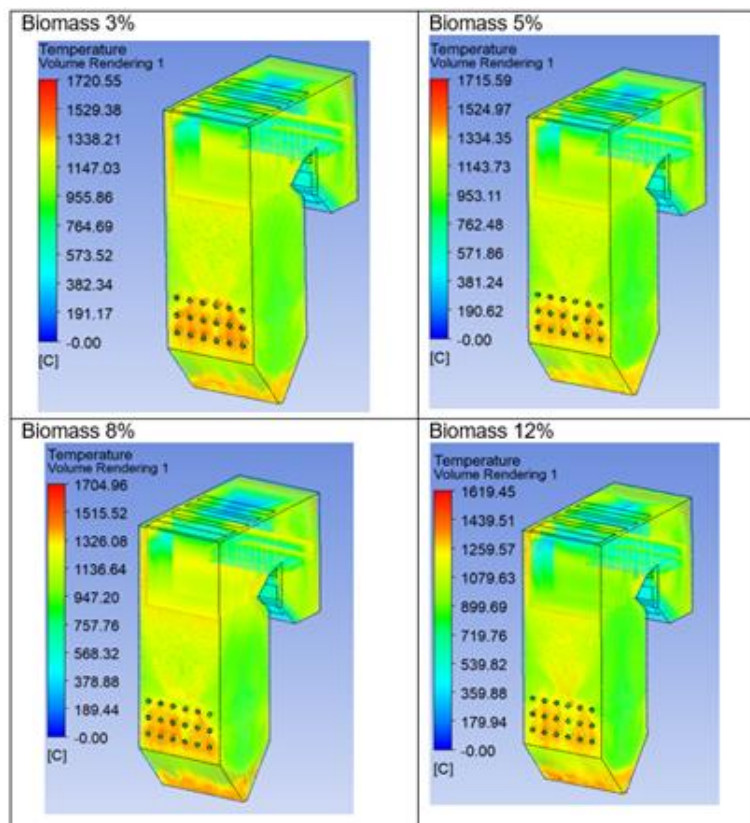 Biomass 3%
Temperature
Volume Rendering 1
1720.55
1529.38
1338.21
1147.03
955.86
764.69
573.52
382.34
191.17
-0.00
[C]
Biomass 5%
Temperature
Volume Rendering 1
1715.59
1524.97
1334.35
1143.73
953.11
762.48
571.86
381.24
190.62
-0.00
[C]
Biomass 8%
Temperature
Volume Rendering 1
1704.96
1515.52
1326.08
1136.64
947.20
757.76
568.32
378.88
189.44
-0.00
[C]
Biomass 12%
Temperature
Volume Rendering 1
1619.45
1439.51
1259.57
1079.63
899.69
719.76
539.82
359.88
179.94
-0.00
[C]